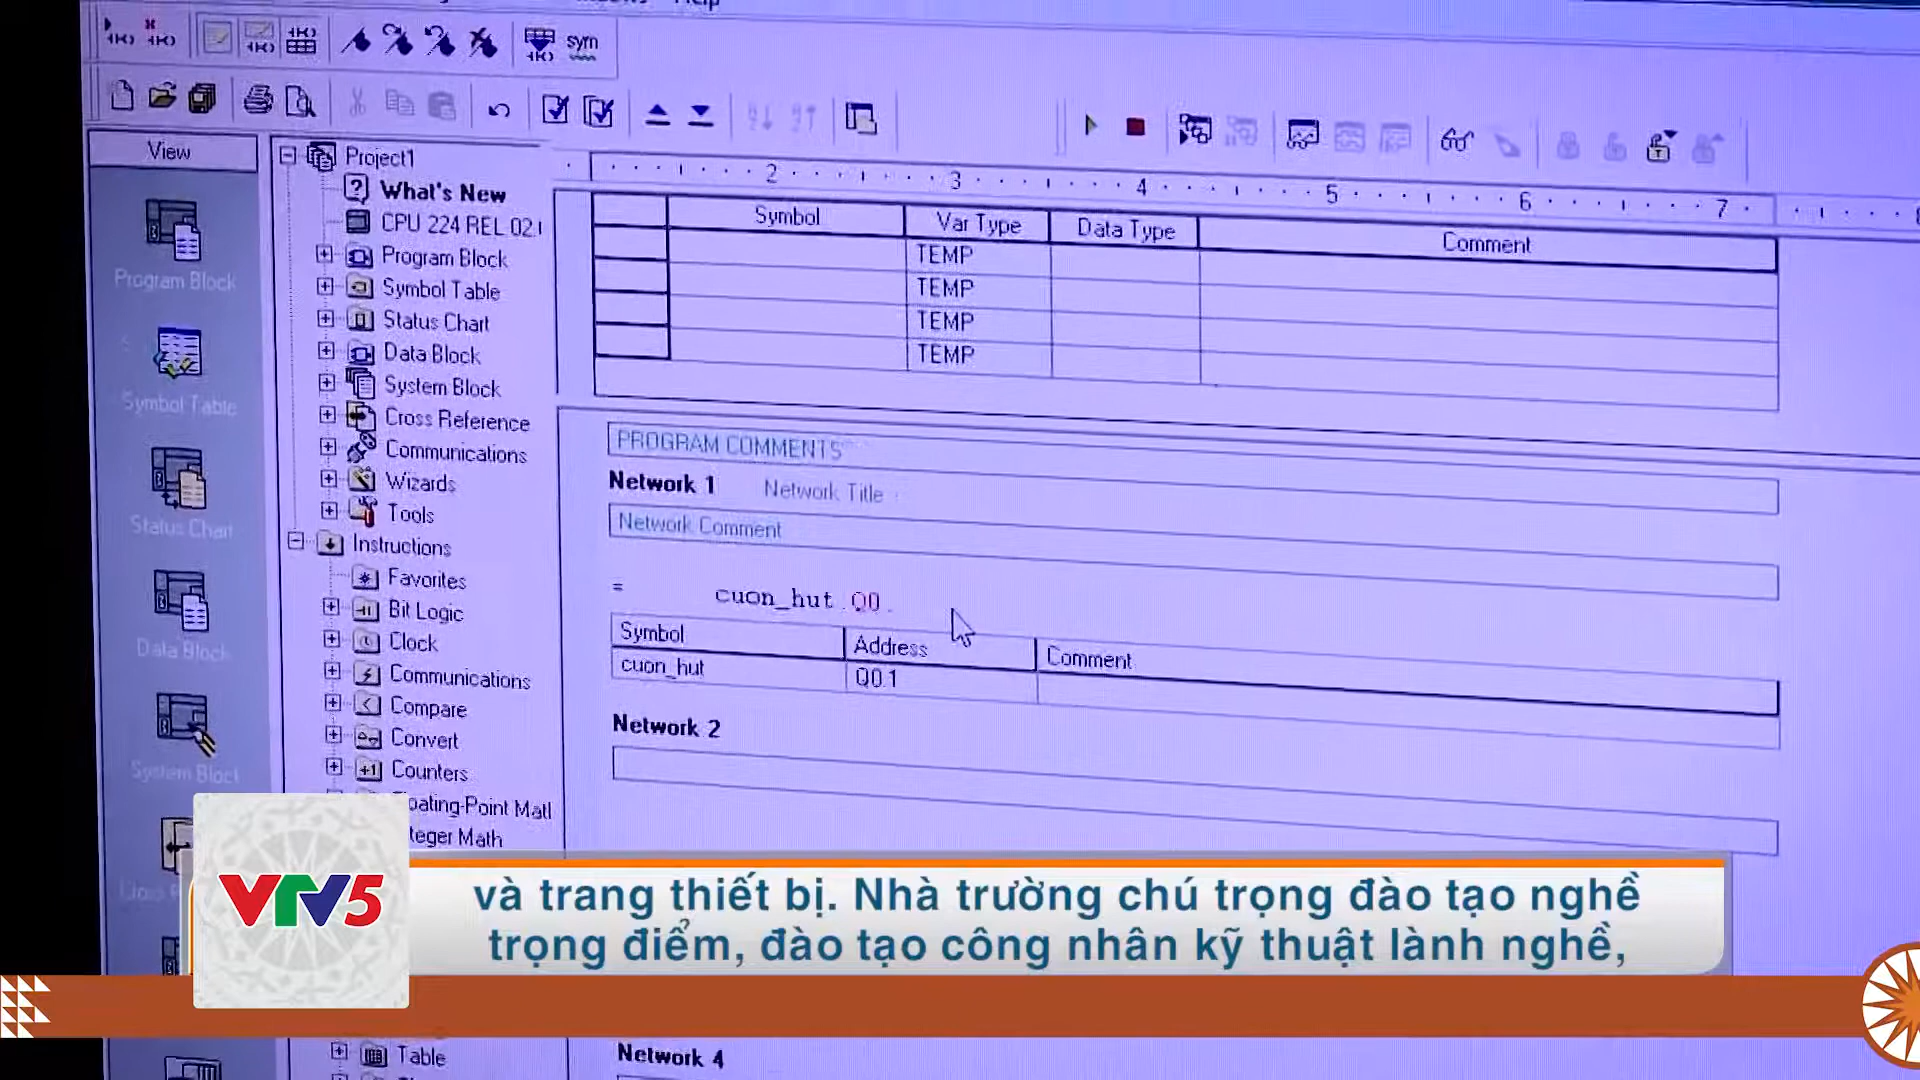 Help
sym
View
Project1
What's New
CPU 224 REL 02.
Program Block
Symbol Table
Status Chart
Data Block
System Block
Cross Reference
Communications
Wizards
Tools
Instructions
Favorites
Bit Logic
Clock
Communications
Compare
Convert
Counters
Floating-Point Mat
teger Math
Table
Program Block
Symbol Table
Status Chart
Data Block
System Block
2 3 4 5 6 7
Symbol Var Type Data Type Comment
TEMP
TEMP
TEMP
TEMP
PROGRAM COMMENTS
Network 1 Network Title
Network Comment
= cuon_hut Q0
Symbol Address Comment
cuon_hut Q0.1
Network 2
Network 4
VTV5
và trang thiết bị. Nhà trường chú trọng đào tạo nghề
trọng điểm, đào tạo công nhân kỹ thuật lành nghề,